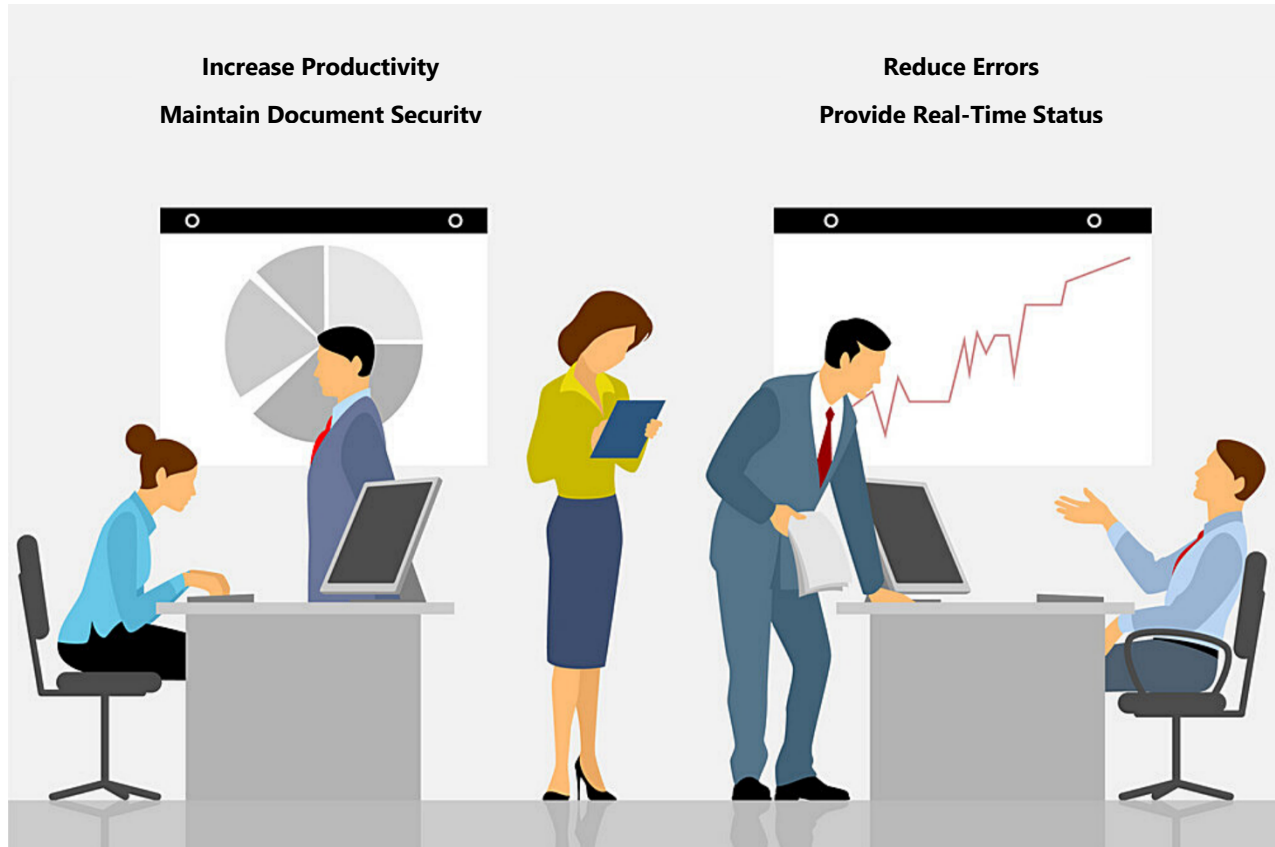 Increase Productivity
Maintain Document Security
Reduce Errors
Provide Real-Time Status